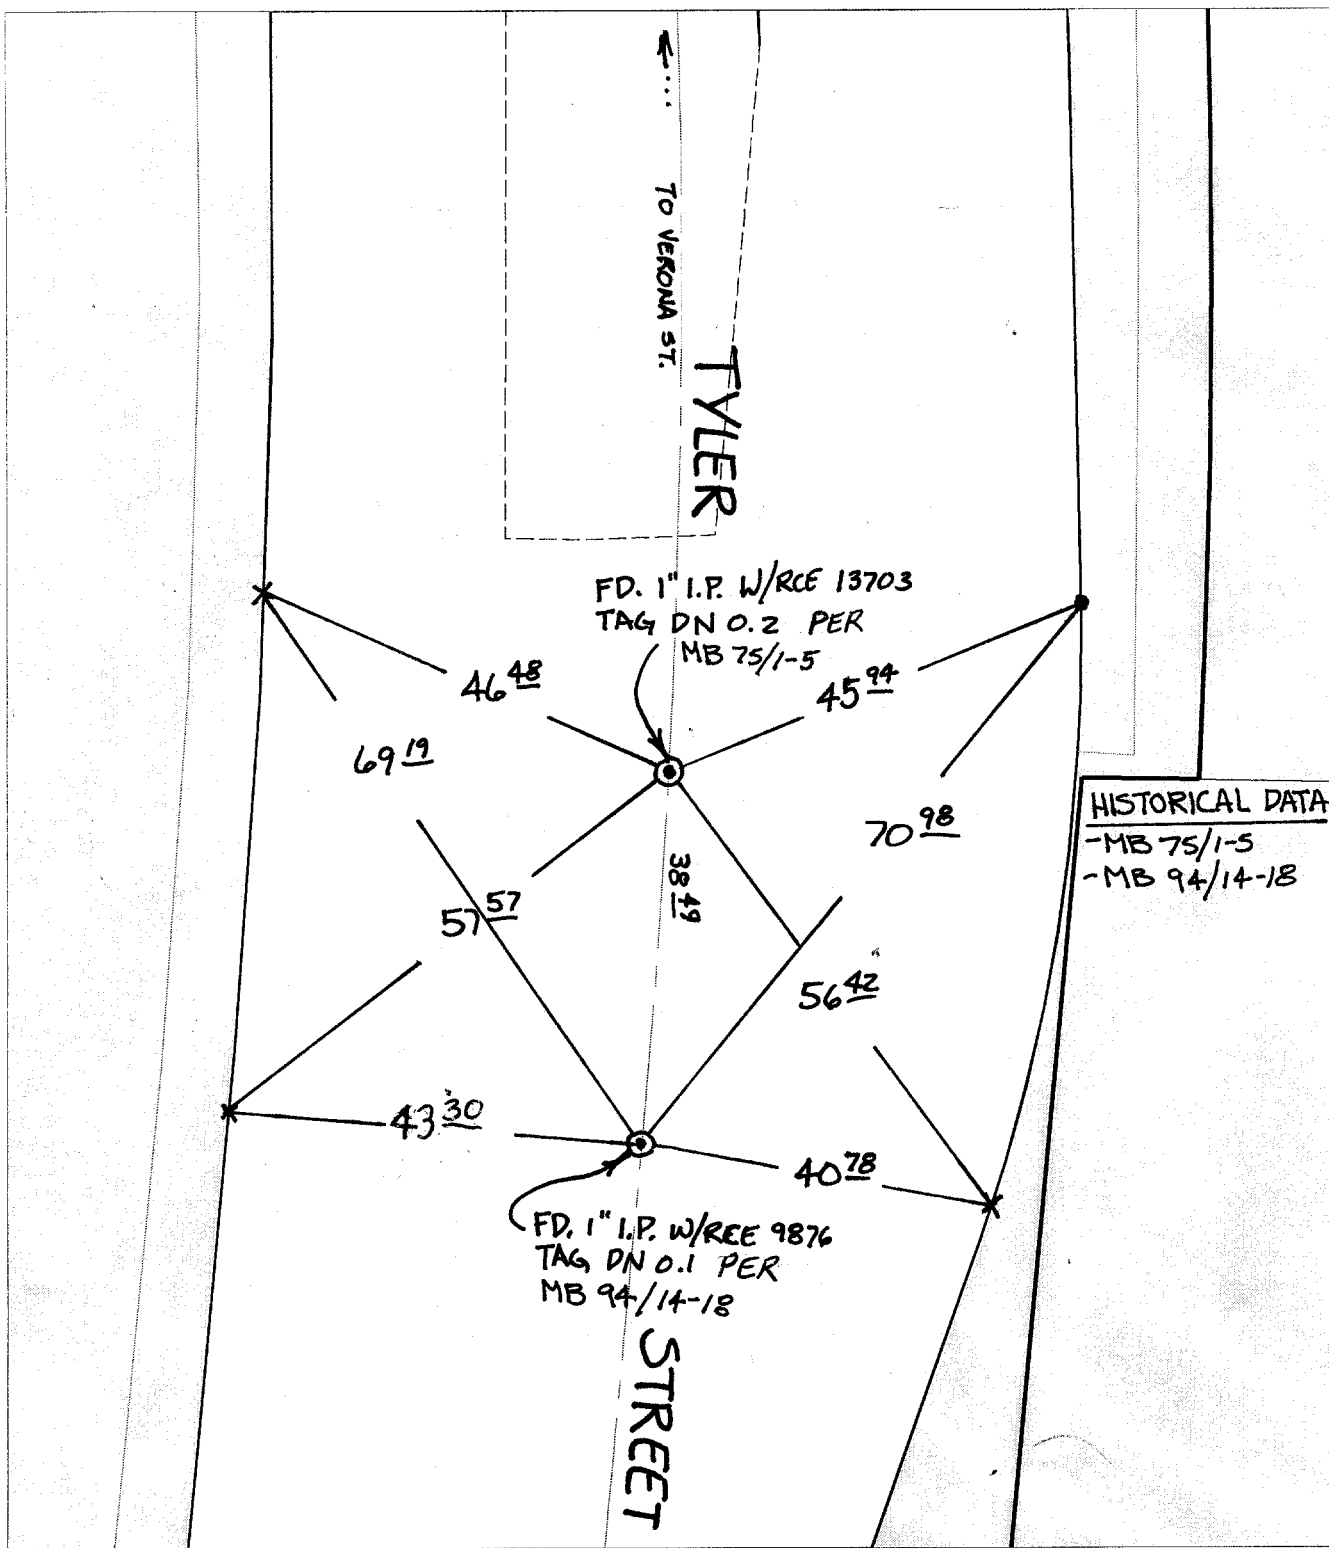 TO VERONA ST.
TYLER
FD. 1" I.P. W/RCE 13703
TAG DN 0.2 PER
MB 75/1-5
46 48
45 94
69 19
70 98
HISTORICAL DATA
-MB 75/1-5
-MB 94/14-18
57 57
38 49
56 42
43 30
40 78
FD. 1" I.P. W/RCE 9876
TAG DN 0.1 PER
MB 94/14-18
STREET